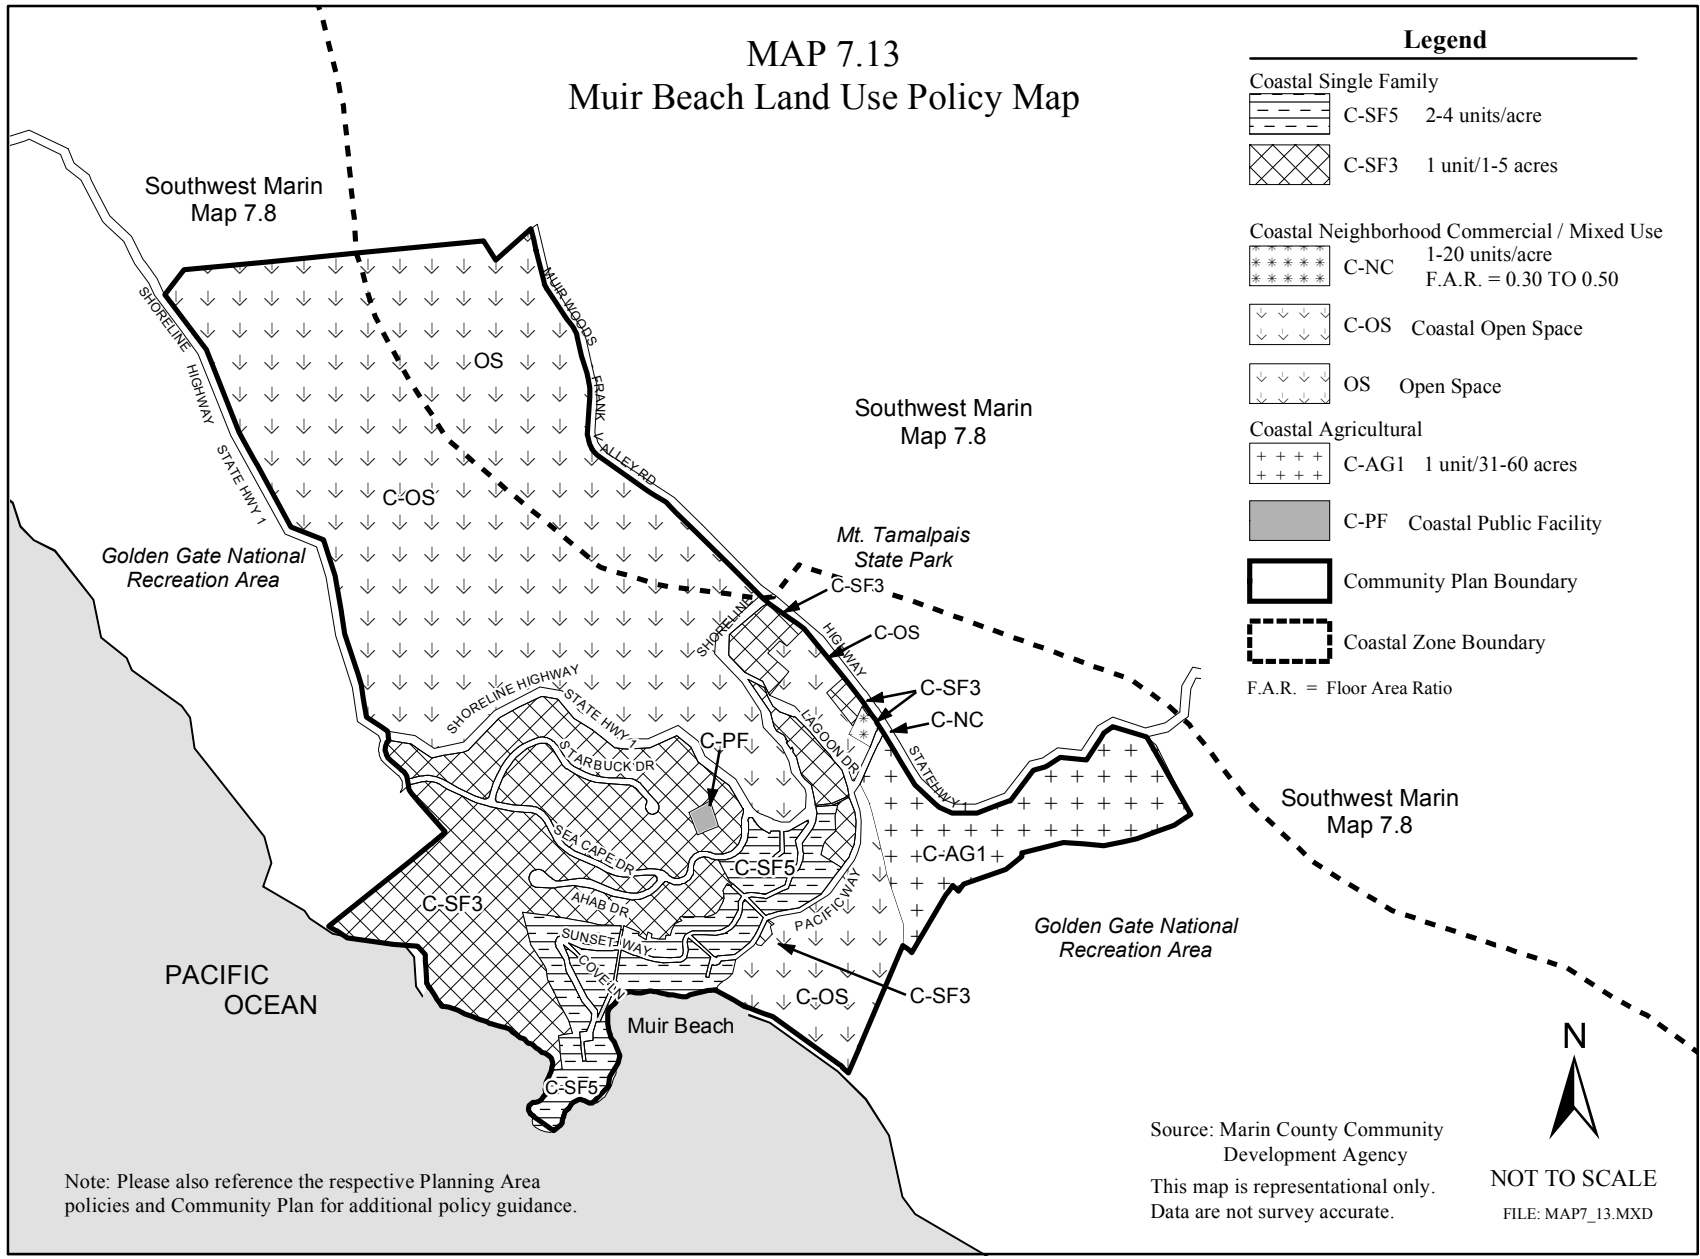 MAP 7.13
Muir Beach Land Use Policy Map
Legend
Coastal Single Family
C-SF5 2-4 units/acre
C-SF3 1 unit/1-5 acres
Coastal Neighborhood Commercial / Mixed Use
C-NC 1-20 units/acre
F.A.R. = 0.30 TO 0.50
C-OS Coastal Open Space
OS Open Space
Coastal Agricultural
C-AG1 1 unit/31-60 acres
C-PF Coastal Public Facility
Community Plan Boundary
Coastal Zone Boundary
F.A.R. = Floor Area Ratio
Southwest Marin
Map 7.8
SHORELINE HIGHWAY STATE HWY 1
MUIR WOODS
FRANK VALLEY RD
OS
C-OS
Southwest Marin
Map 7.8
Golden Gate National
Recreation Area
Mt. Tamalpais
State Park
C-SF3
SHORELINE
HIGHWAY
C-OS
C-SF3
C-NC
STATE HWY 1
SHORELINE HIGHWAY
STATE HWY 1
C-PF
LAGOON DR
STARBUCK DR
SEA CAPE DR
C-SF5
C-AG1
Southwest Marin
Map 7.8
C-SF3
AHAB DR
PACIFIC WAY
SUNSET WAY
COVE LN
Golden Gate National
Recreation Area
C-OS
C-SF3
PACIFIC
OCEAN
Muir Beach
C-SF5
N
NOT TO SCALE
FILE: MAP7_13.MXD
Source: Marin County Community
Development Agency
This map is representational only.
Data are not survey accurate.
Note: Please also reference the respective Planning Area
policies and Community Plan for additional policy guidance.